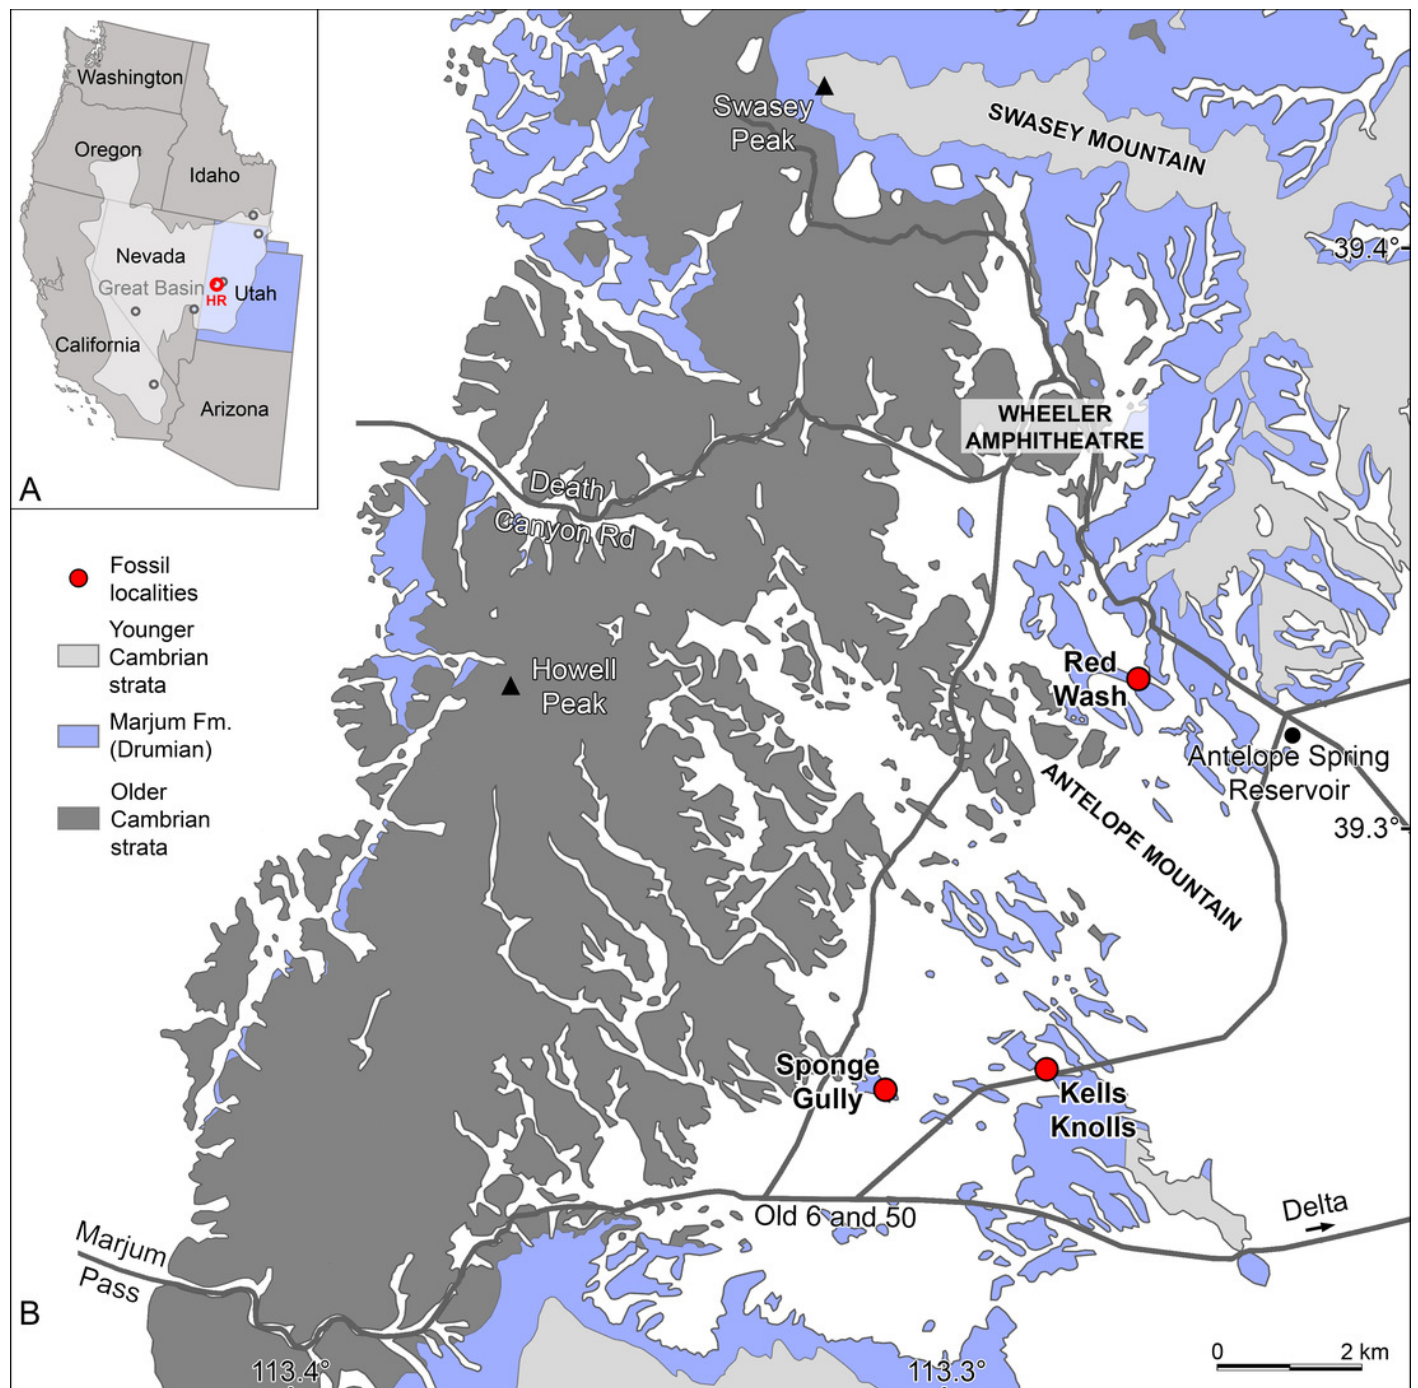 Washington
Oregon
Idaho
Nevada
Great Basin
HR
Utah
California
Arizona
A
Fossil
localities
Younger
Cambrian
strata
Marjum Fm.
(Drumian)
Older
Cambrian
strata
Swasey
Peak
SWASEY MOUNTAIN
39.4°
WHEELER
AMPHITHEATRE
Death
Canyon Rd
Howell
Peak
Red
Wash
Antelope Spring
Reservoir
ANTELOPE MOUNTAIN
39.3°
Sponge
Gully
Kells
Knolls
Old 6 and 50
Delta
Marjum
Pass
B
113.4°
113.3°
0
2 km